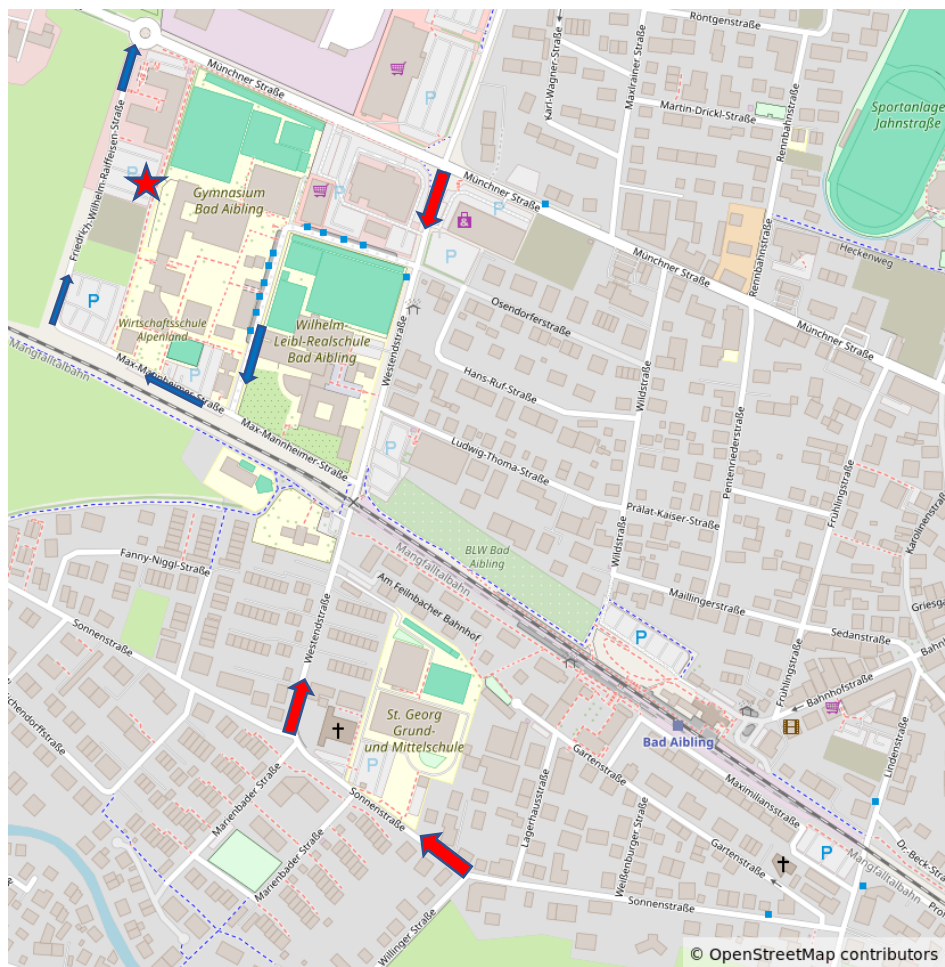 Röntgenstraße
Karl-Wagner-Straße
Maxlrainer Straße
Münchner Straße
P
Martin-Drickl-Straße
Rennbahnstraße
Sportanlage
Jahnstraße
Friedrich-Wilhelm-Raiffeisen-Straße
Gymnasium
Bad Aibling
P
P
Münchner Straße
P
Heckenweg
Rennbahnstraße
Münchner Straße
P
P
Osendorferstraße
Wirtschaftsschule
Alpenland
Wilhelm-
Leibl-Realschule
Bad Aibling
Westendstraße
Münchner Straße
Mangfalltalbahn
Max-Mannheimer-Straße
P
Hans-Ruf-Straße
Wildstraße
Max-Mannheimer-Straße
P
Ludwig-Thoma-Straße
Pentenriederstraße
Frühlingstraße
Prälat-Kaiser-Straße
Karolinenstraße
Wildstraße
BLW Bad
Aibling
Fanny-Niggl-Straße
Mangfalltalbahn
Am Feilnbacher Bahnhof
Maillingerstraße
Westendstraße
Sonnenstraße
P
Sedanstraße
Frühlingstraße
Bahnhofstraße
St. Georg
Grund-
und Mittelschule
Bad Aibling
Gartenstraße
Lindenstraße
P
Marienbader Straße
Sonnenstraße
Maximilianstraße
Lagerhausstraße
Weißenburger Straße
Gartenstraße
P
Mangfalltalbahn
Marienbader Straße
Sonnenstraße
Willinger Straße
© OpenStreetMap contributors